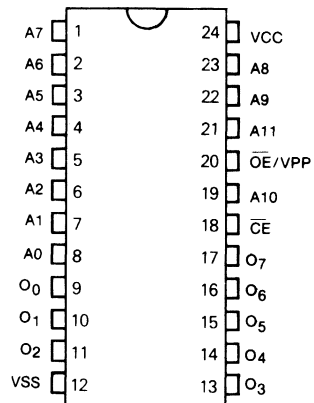 A7 1 24 VCC
A6 2 23 A8
A5 3 22 A9
A4 4 21 A11
A3 5 20 O̅E̅/VPP
A2 6 19 A10
A1 7 18 C̅E̅
A0 8 17 O₇
O₀ 9 16 O₆
O₁ 10 15 O₅
O₂ 11 14 O₄
VSS 12 13 O₃